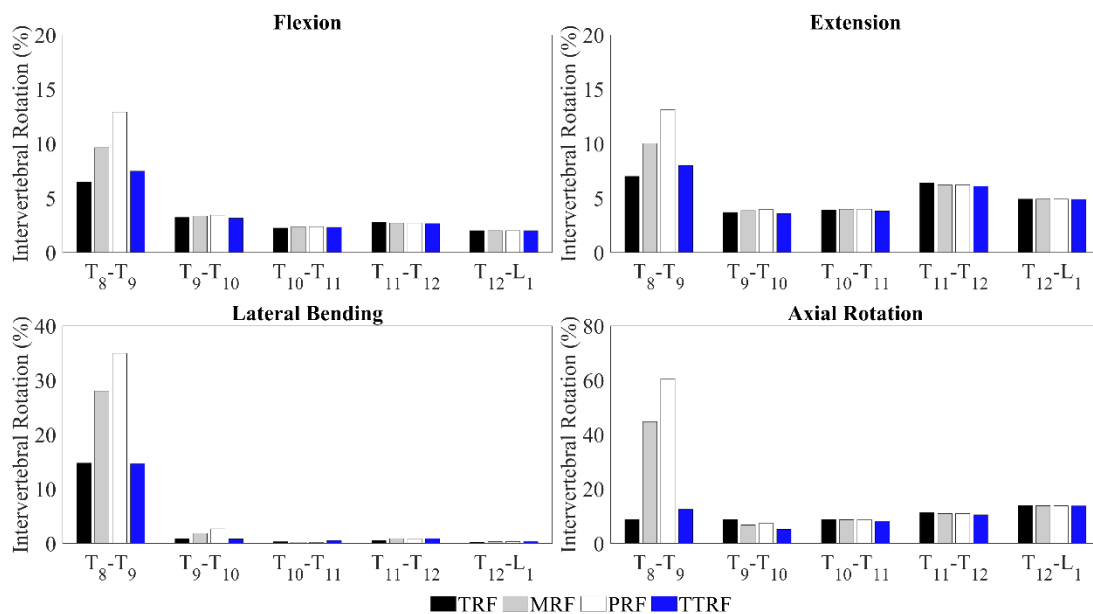 Flexion
Intervertebral Rotation (%)
20
15
10
5
0
T8-T9 T9-T10 T10-T11 T11-T12 T12-L1
Extension
Intervertebral Rotation (%)
20
15
10
5
0
T8-T9 T9-T10 T10-T11 T11-T12 T12-L1
Lateral Bending
Intervertebral Rotation (%)
40
30
20
10
0
T8-T9 T9-T10 T10-T11 T11-T12 T12-L1
Axial Rotation
Intervertebral Rotation (%)
80
60
40
20
0
T8-T9 T9-T10 T10-T11 T11-T12 T12-L1
TRF MRF PRF TTRF